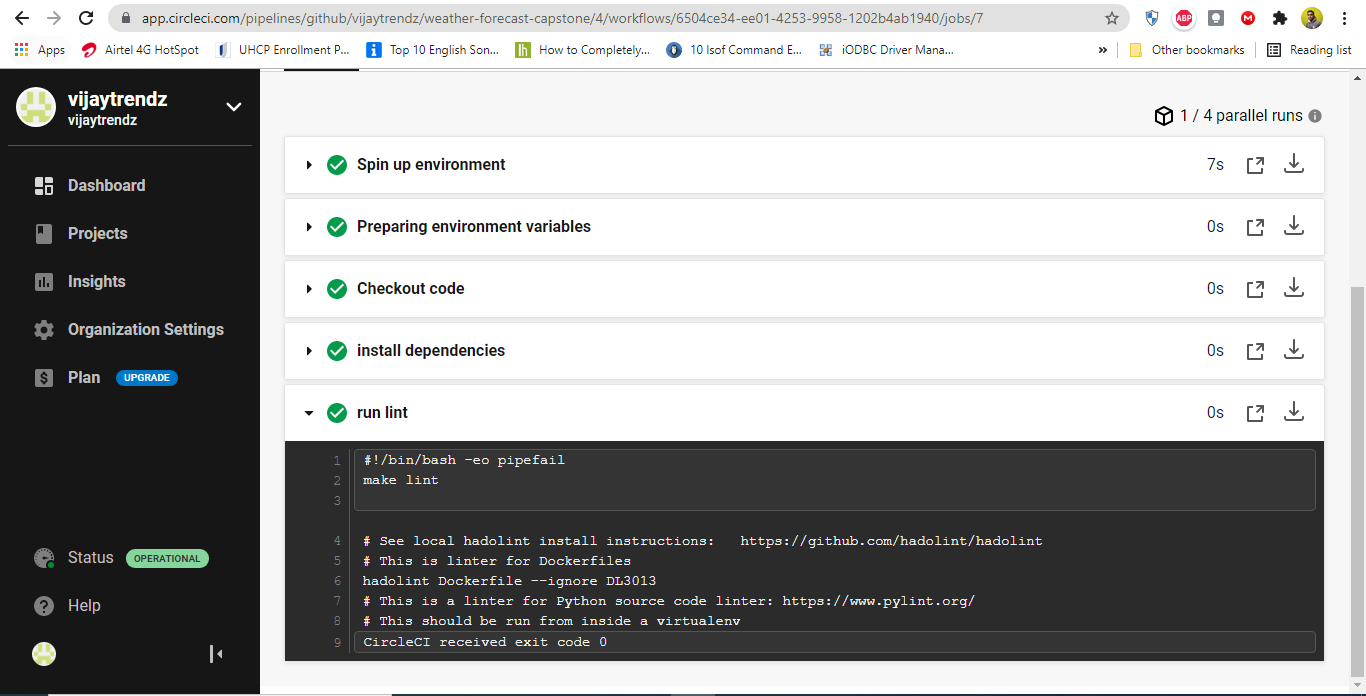 app.circleci.com/pipelines/github/vijaytrendz/weather-forecast-capstone/4/workflows/6504ce34-ee01-4253-9958-1202b4ab1940/jobs/7
ABP
M
Apps
Airtel 4G HotSpot
UHCP Enrollment P...
Top 10 English Son...
How to Completely...
10 lsof Command E...
iODBC Driver Mana...
»
Other bookmarks
Reading list
vijaytrendz
vijaytrendz
Dashboard
Projects
Insights
Organization Settings
Plan UPGRADE
Status OPERATIONAL
Help
1 / 4 parallel runs
Spin up environment 7s
Preparing environment variables 0s
Checkout code 0s
install dependencies 0s
run lint 0s
1 #!/bin/bash -eo pipefail
2 make lint
3
4 # See local hadolint install instructions:   https://github.com/hadolint/hadolint
5 # This is linter for Dockerfiles
6 hadolint Dockerfile --ignore DL3013
7 # This is a linter for Python source code linter: https://www.pylint.org/
8 # This should be run from inside a virtualenv
9 CircleCI received exit code 0